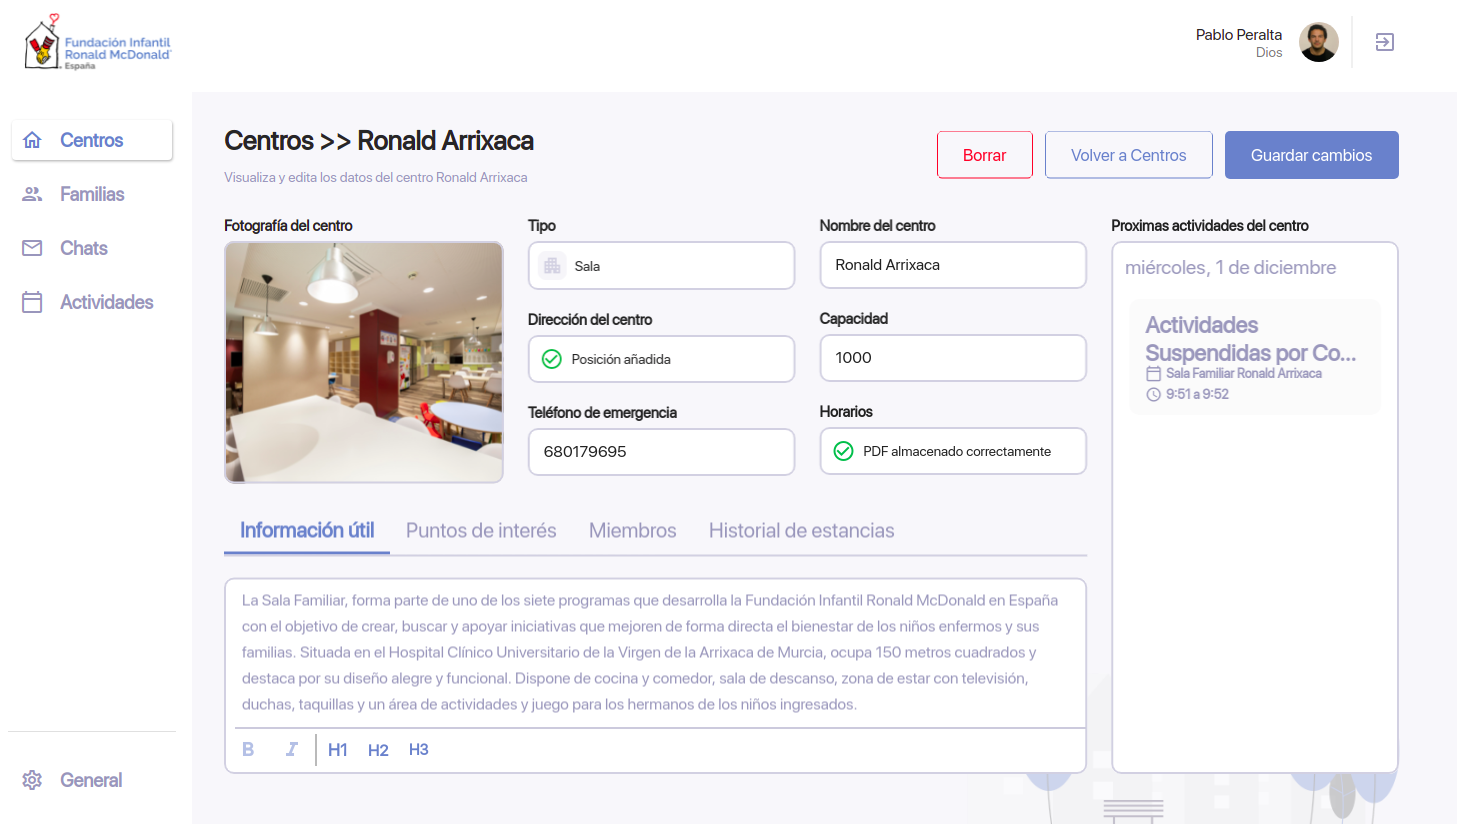 Fundación Infantil
Ronald McDonald
España
Pablo Peralta
Dios
Centros
Familias
Chats
Actividades
General
Centros >> Ronald Arrixaca
Visualiza y edita los datos del centro Ronald Arrixaca
Borrar
Volver a Centros
Guardar cambios
Fotografía del centro
Tipo
Sala
Nombre del centro
Ronald Arrixaca
Dirección del centro
Posición añadida
Capacidad
1000
Teléfono de emergencia
680179695
Horarios
PDF almacenado correctamente
Proximas actividades del centro
miércoles, 1 de diciembre
Actividades
Suspendidas por Co...
Sala Familiar Ronald Arrixaca
9:51 a 9:52
Información útil
Puntos de interés
Miembros
Historial de estancias
La Sala Familiar, forma parte de uno de los siete programas que desarrolla la Fundación Infantil Ronald McDonald en España
con el objetivo de crear, buscar y apoyar iniciativas que mejoren de forma directa el bienestar de los niños enfermos y sus
familias. Situada en el Hospital Clínico Universitario de la Virgen de la Arrixaca de Murcia, ocupa 150 metros cuadrados y
destaca por su diseño alegre y funcional. Dispone de cocina y comedor, sala de descanso, zona de estar con televisión,
duchas, taquillas y un área de actividades y juego para los hermanos de los niños ingresados.
B I H1 H2 H3